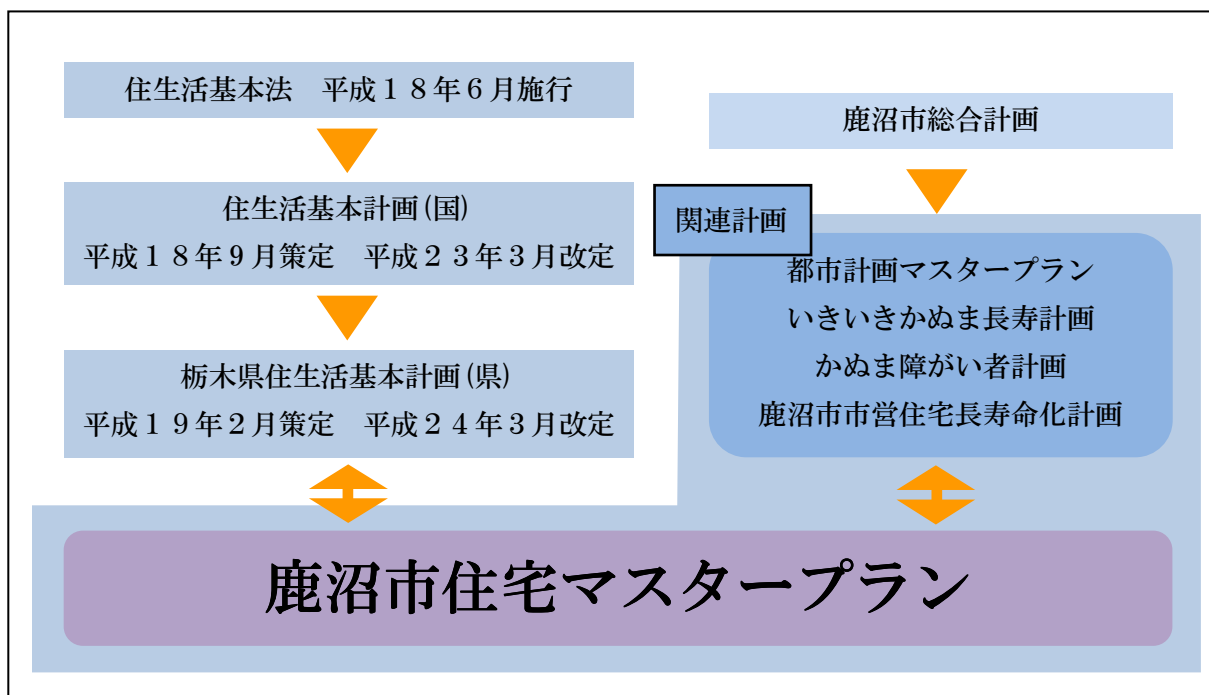 住生活基本法　平成１８年６月施行
住生活基本計画(国)
平成１８年９月策定　平成２３年３月改定
栃木県住生活基本計画(県)
平成１９年２月策定　平成２４年３月改定
鹿沼市総合計画
関連計画
都市計画マスタープラン
いきいきかぬま長寿計画
かぬま障がい者計画
鹿沼市市営住宅長寿命化計画
鹿沼市住宅マスタープラン